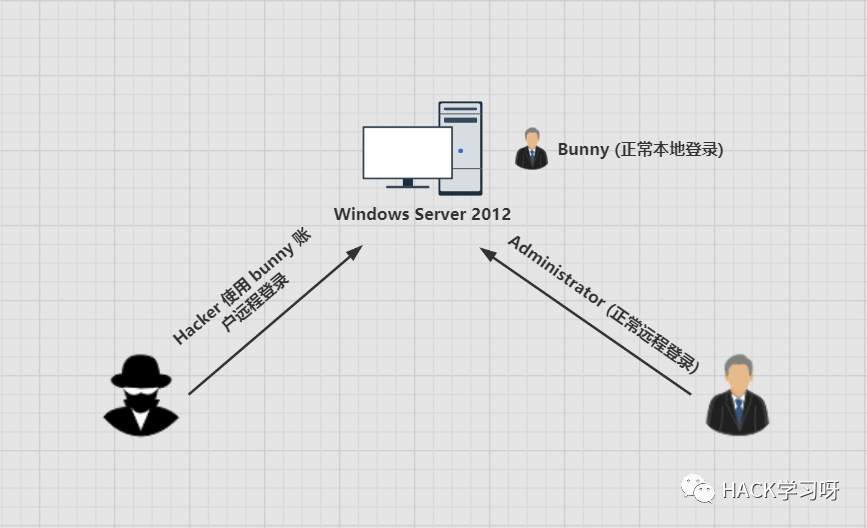 Bunny (正常本地登录)
Windows Server 2012
Hacker 使用 bunny 账
户远程登录
Administrator (正常远程登录)
HACK学习呀